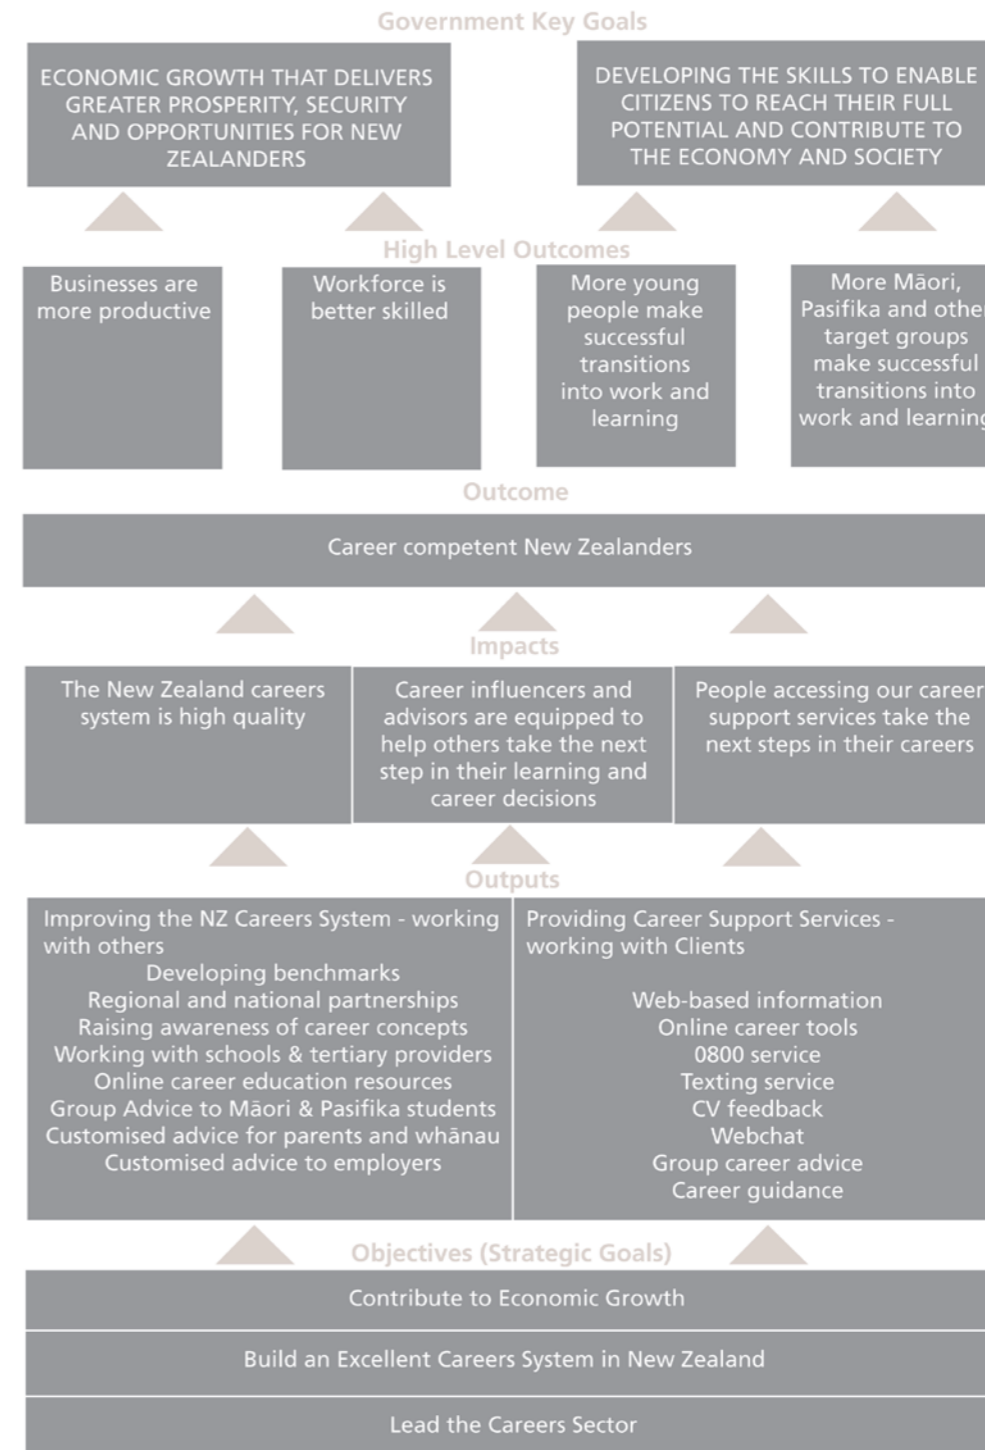 Government Key Goals
ECONOMIC GROWTH THAT DELIVERS
GREATER PROSPERITY, SECURITY
AND OPPORTUNITIES FOR NEW
ZEALANDERS
DEVELOPING THE SKILLS TO ENABLE
CITIZENS TO REACH THEIR FULL
POTENTIAL AND CONTRIBUTE TO
THE ECONOMY AND SOCIETY
High Level Outcomes
Businesses are
more productive
Workforce is
better skilled
More young
people make
successful
transitions
into work and
learning
More Māori,
Pasifika and other
target groups
make successful
transitions into
work and learning
Outcome
Career competent New Zealanders
Impacts
The New Zealand careers
system is high quality
Career influencers and
advisors are equipped to
help others take the next
step in their learning and
career decisions
People accessing our career
support services take the
next steps in their careers
Outputs
Improving the NZ Careers System - working
with others
Developing benchmarks
Regional and national partnerships
Raising awareness of career concepts
Working with schools & tertiary providers
Online career education resources
Group Advice to Māori & Pasifika students
Customised advice for parents and whānau
Customised advice to employers
Providing Career Support Services -
working with Clients
Web-based information
Online career tools
0800 service
Texting service
CV feedback
Webchat
Group career advice
Career guidance
Objectives (Strategic Goals)
Contribute to Economic Growth
Build an Excellent Careers System in New Zealand
Lead the Careers Sector